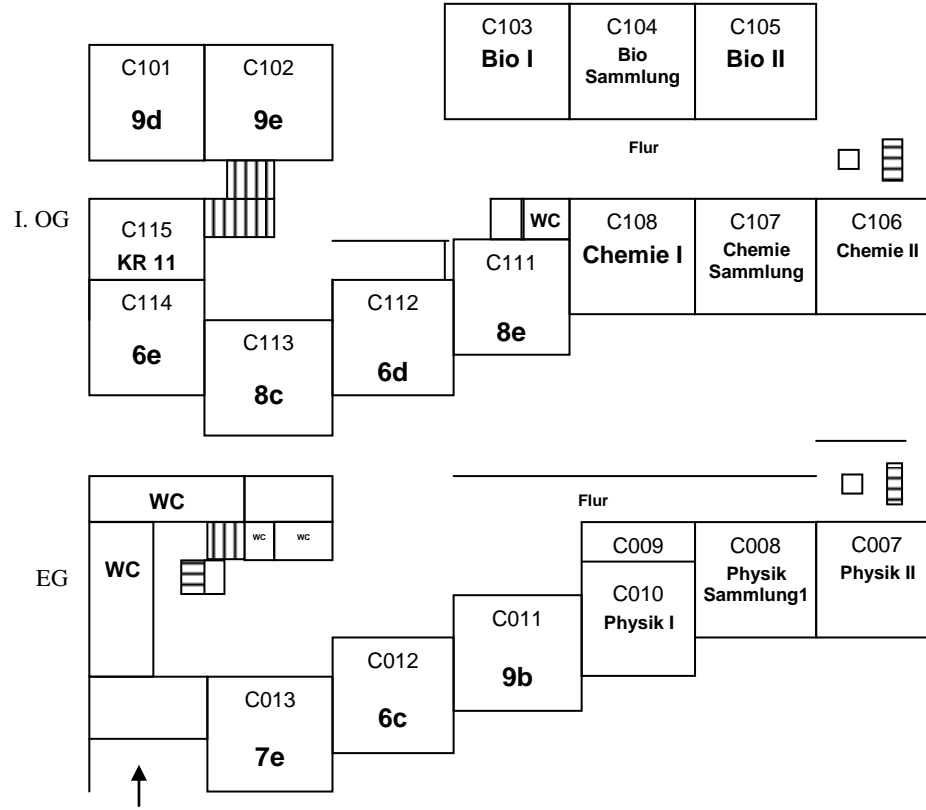 C103
Bio I
C104
Bio
Sammlung
C105
Bio II
C101
9d
C102
9e
Flur
I. OG
C115
KR 11
WC
C108
Chemie I
C107
Chemie
Sammlung
C106
Chemie II
C114
6e
C113
8c
C112
6d
C111
8e
WC
Flur
EG
WC
WC
WC
C009
C010
Physik I
C008
Physik
Sammlung1
C007
Physik II
C011
9b
C012
6c
C013
7e